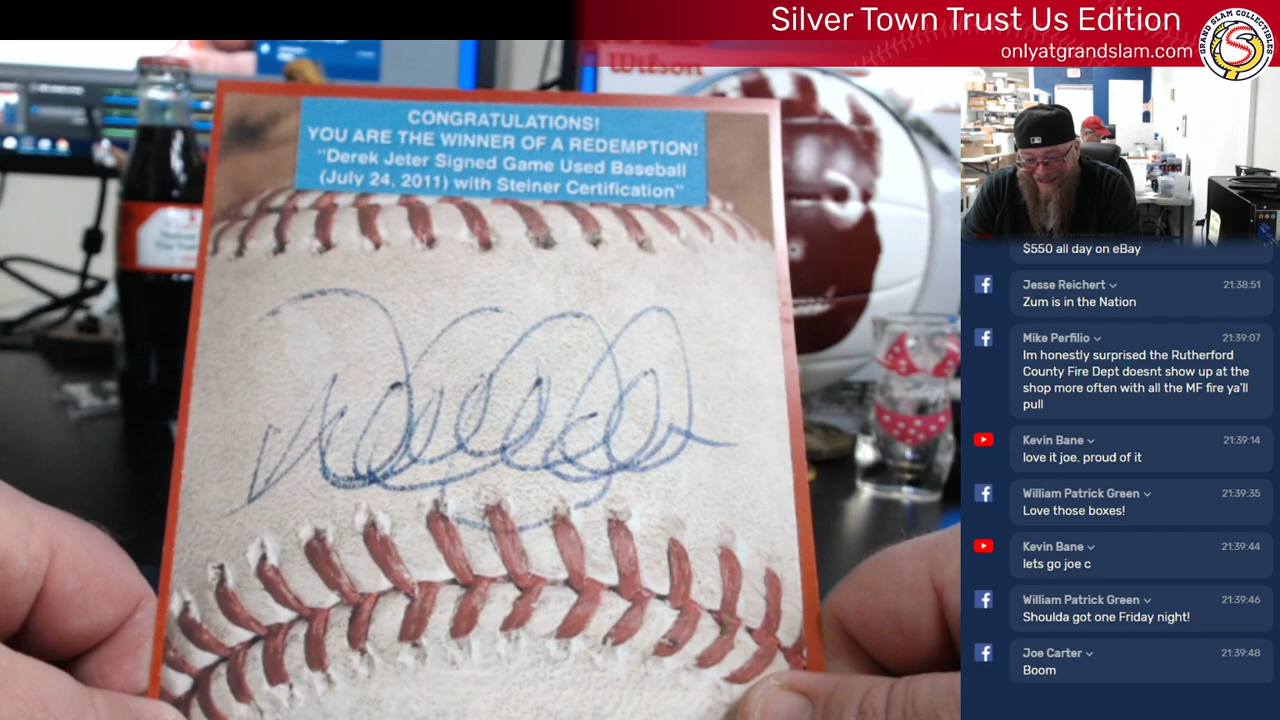 Silver Town Trust Us Edition
onlyatgrandslam.com
GRAND SLAM COLLECTIBLES
Wilson
CONGRATULATIONS!
YOU ARE THE WINNER OF A REDEMPTION!
"Derek Jeter Signed Game Used Baseball
(July 24, 2011) with Steiner Certification"
$550 all day on eBay
Jesse Reichert 21:38:51
Zum is in the Nation
Mike Perfilio 21:39:07
Im honestly surprised the Rutherford
County Fire Dept doesnt show up at the
shop more often with all the MF fire ya'll
pull
Kevin Bane 21:39:14
love it joe. proud of it
William Patrick Green 21:39:35
Love those boxes!
Kevin Bane 21:39:44
lets go joe c
William Patrick Green 21:39:46
Shoulda got one Friday night!
Joe Carter 21:39:48
Boom